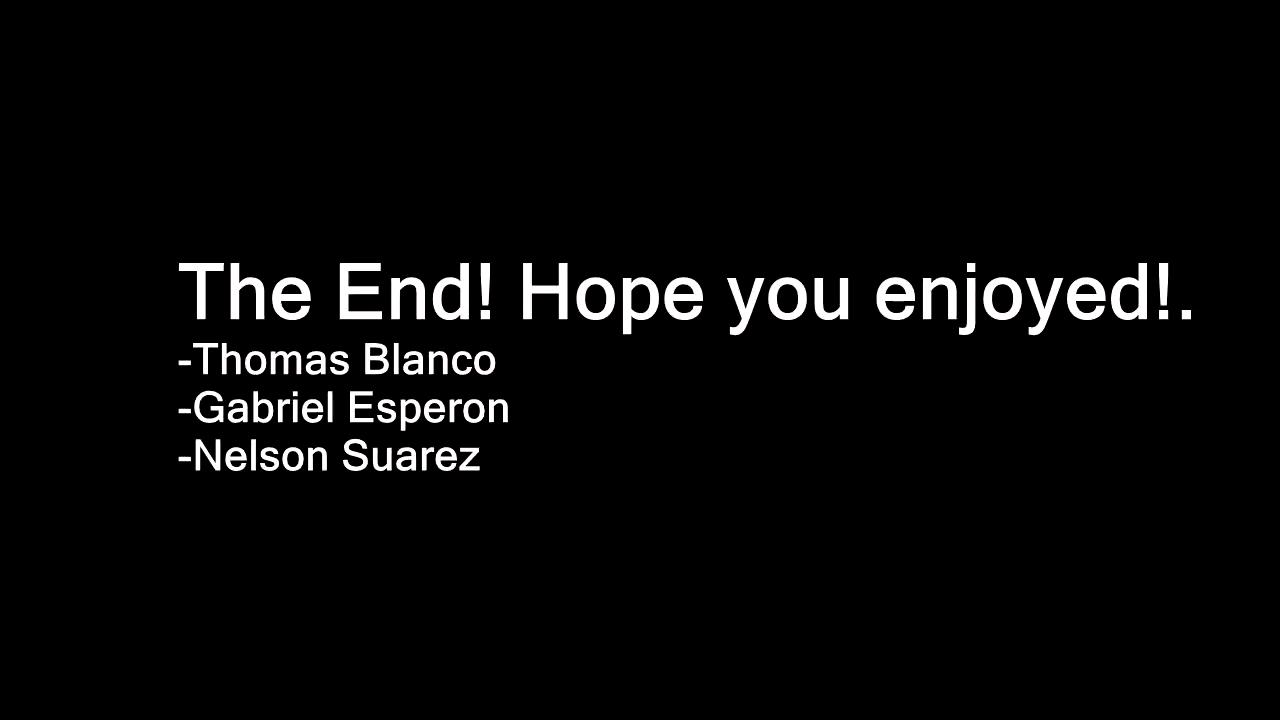 The End! Hope you enjoyed!.
-Thomas Blanco
-Gabriel Esperon
-Nelson Suarez